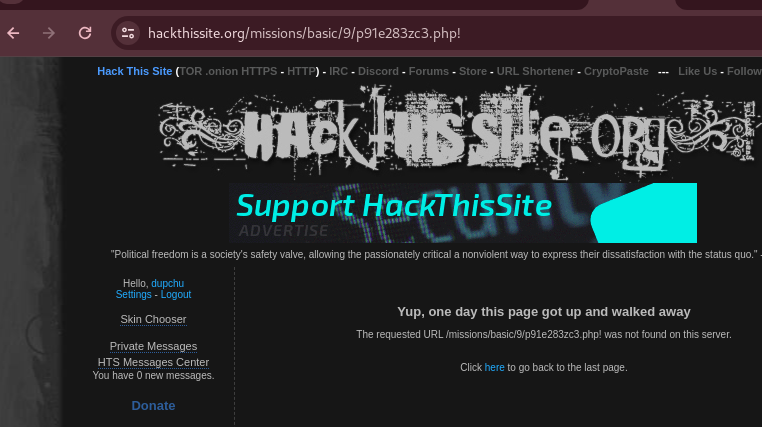 hackthissite.org/missions/basic/9/p91e283zc3.php!
Hack This Site (TOR .onion HTTPS - HTTP) - IRC - Discord - Forums - Store - URL Shortener - CryptoPaste --- Like Us - Follow
HAckTHISSItE.ORg
Security
Support HackThisSite
ADVERTISE
"Political freedom is a society's safety valve, allowing the passionately critical a nonviolent way to express their dissatisfaction with the status quo." -
Hello, dupchu
Settings - Logout
Skin Chooser
Private Messages
HTS Messages Center
You have 0 new messages.
Donate
Yup, one day this page got up and walked away
The requested URL /missions/basic/9/p91e283zc3.php! was not found on this server.
Click here to go back to the last page.